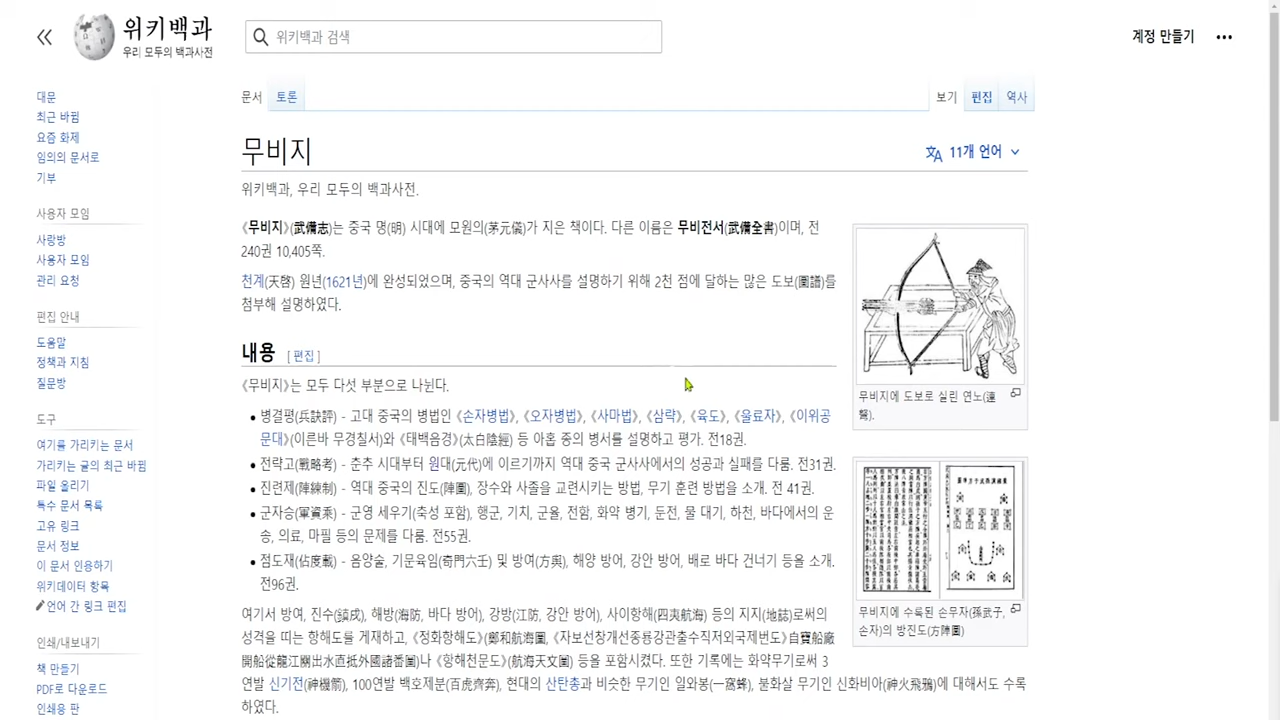 위키백과
우리 모두의 백과사전
위키백과 검색
계정 만들기
대문
최근 바뀜
요즘 화제
임의의 문서로
기부
사용자 모임
사랑방
사용자 모임
관리 요청
편집 안내
도움말
정책과 지침
질문방
도구
여기를 가리키는 문서
가리키는 글의 최근 바뀜
파일 올리기
특수 문서 목록
고유 링크
문서 정보
이 문서 인용하기
위키데이터 항목
언어 간 링크 편집
인쇄/내보내기
책 만들기
PDF로 다운로드
인쇄용 판
문서 토론 보기 편집 역사
무비지
11개 언어
위키백과, 우리 모두의 백과사전.
《무비지》(武備志)는 중국 명(明) 시대에 모원의(茅元儀)가 지은 책이다. 다른 이름은 무비전서(武備全書)이며, 전
240권 10,405쪽.
천계(天啓) 원년(1621년)에 완성되었으며, 중국의 역대 군사사를 설명하기 위해 2천 점에 달하는 많은 도보(圖譜)를
첨부해 설명하였다.
내용 [ 편집 ]
《무비지》는 모두 다섯 부분으로 나뉜다.
• 병결평(兵訣評) - 고대 중국의 병법인 《손자병법》, 《오자병법》, 《사마법》, 《삼략》, 《육도》, 《울료자》, 《이위공
문대》(이른바 무경칠서)와 《태백음경》(太白陰經) 등 아홉 종의 병서를 설명하고 평가. 전18권.
• 전략고(戰略考) - 춘추 시대부터 원대(元代)에 이르기까지 역대 중국 군사사에서의 성공과 실패를 다룸. 전31권.
• 진련제(陣練制) - 역대 중국의 진도(陣圖), 장수와 사졸을 교련시키는 방법, 무기 훈련 방법을 소개. 전 41권.
• 군자승(軍資乘) - 군영 세우기(축성 포함), 행군, 기치, 군율, 전함, 화약 병기, 둔전, 물 대기, 하천, 바다에서의 운
송, 의료, 마필 등의 문제를 다룸. 전55권.
• 점도재(佔度載) - 음양술, 기문육임(奇門六壬) 및 방여(方輿), 해양 방어, 강안 방어, 배로 바다 건너기 등을 소개.
전96권.
여기서 방여, 진수(鎮戍), 해방(海防, 바다 방어), 강방(江防, 강안 방어), 사이항해(四夷航海) 등의 지지(地誌)로써의
성격을 띠는 항해도를 게재하고, 《정화항해도》(鄭和航海圖, 《자보선창개선종룡강관출수직저외국제번도》自寶船廠
開船從龍江關出水直抵外國諸番圖)나 《항해천문도》(航海天文圖) 등을 포함시켰다. 또한 기록에는 화약무기로써 3
연발 신기전(神機箭), 100연발 백호제분(百虎齊奔), 현대의 산탄총과 비슷한 무기인 일와봉(一窩蜂), 불화살 무기인 신화비아(神火飛鴉)에 대해서도 수록
하였다.
무비지에 도보로 실린 연노(連
弩).
무비지에 수록된 손무자(孫武子,
손자)의 방진도(方陣圖)